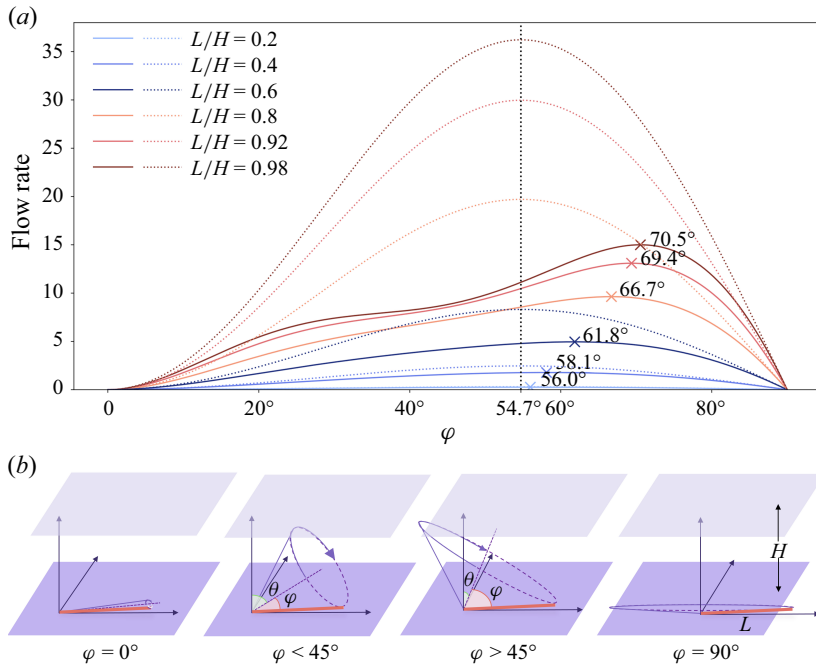 (a)
Flow rate
35
30
25
20
15
10
5
0
L/H = 0.2
L/H = 0.4
L/H = 0.6
L/H = 0.8
L/H = 0.92
L/H = 0.98
70.5°
69.4°
66.7°
61.8°
58.1°
56.0°
0 20° 40° 54.7° 60° 80°
φ
(b)
θ φ
θ φ
H
L
φ = 0° φ < 45° φ > 45° φ = 90°